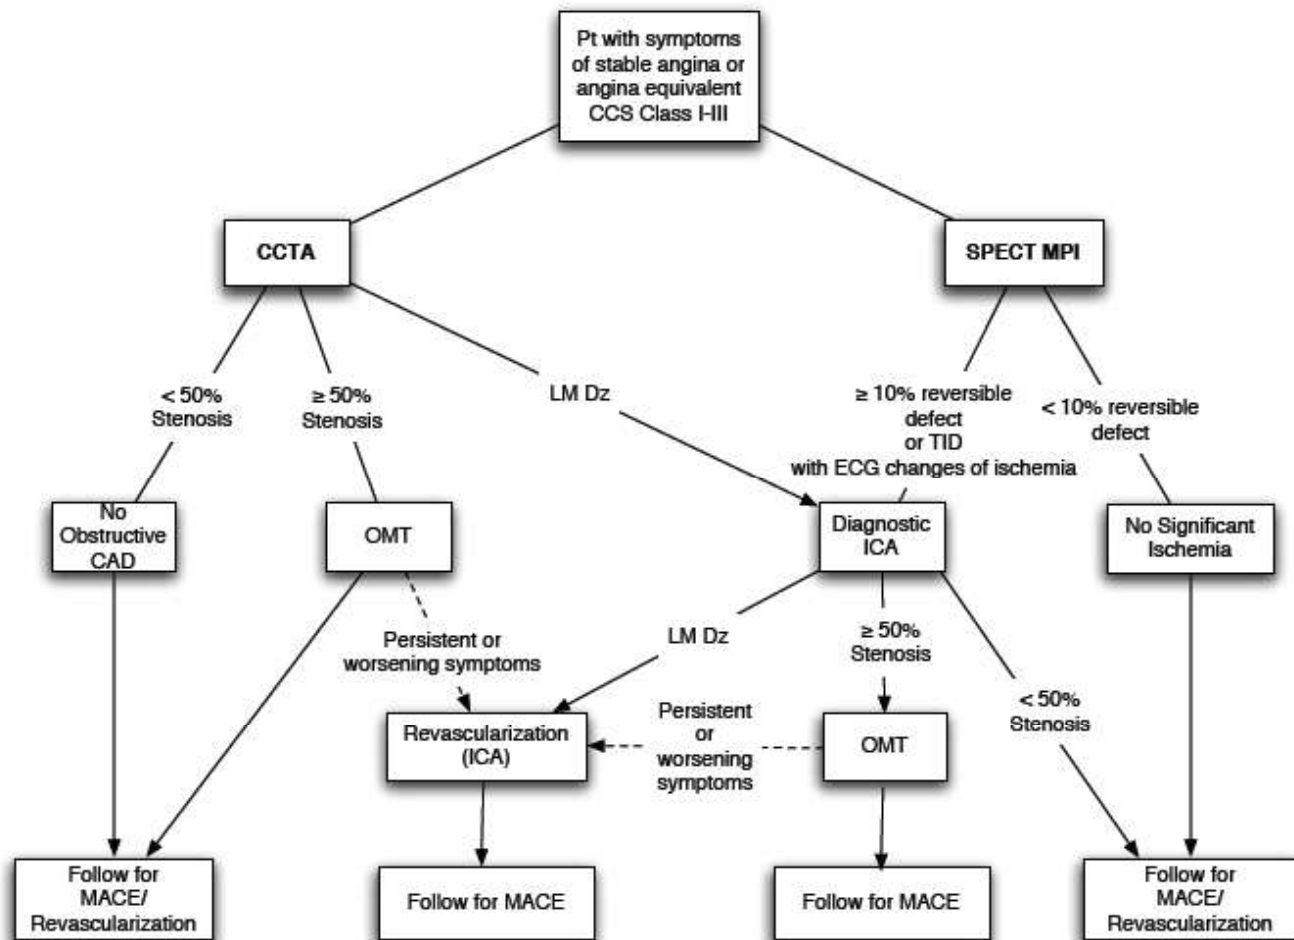 Pt with symptoms
of stable angina or
angina equivalent
CCS Class I-III
CCTA
SPECT MPI
< 50%
Stenosis
≥ 50%
Stenosis
LM Dz
≥ 10% reversible
defect
or TID
with ECG changes of ischemia
< 10% reversible
defect
No
Obstructive
CAD
OMT
Diagnostic
ICA
No Significant
Ischemia
Persistent or
worsening symptoms
LM Dz
≥ 50%
Stenosis
< 50%
Stenosis
Revascularization
(ICA)
Persistent
or
worsening
symptoms
OMT
Follow for
MACE/
Revascularization
Follow for MACE
Follow for MACE
Follow for
MACE/
Revascularization